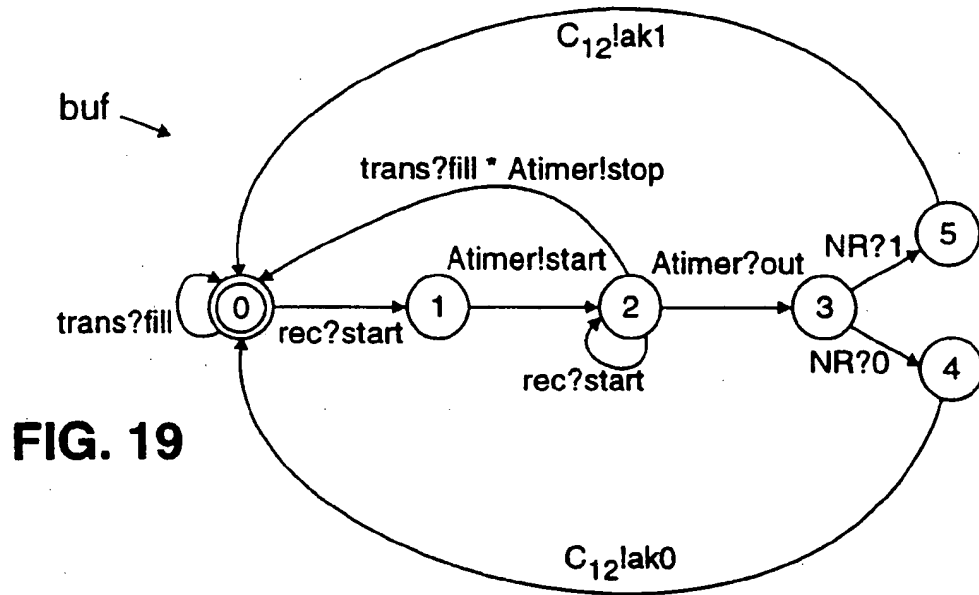 C12!ak1
buf
trans?fill * Atimer!stop
5
NR?1
Atimer!start
Atimer?out
0
1
2
3
trans?fill
rec?start
NR?0
4
rec?start
FIG. 19
C12!ak0